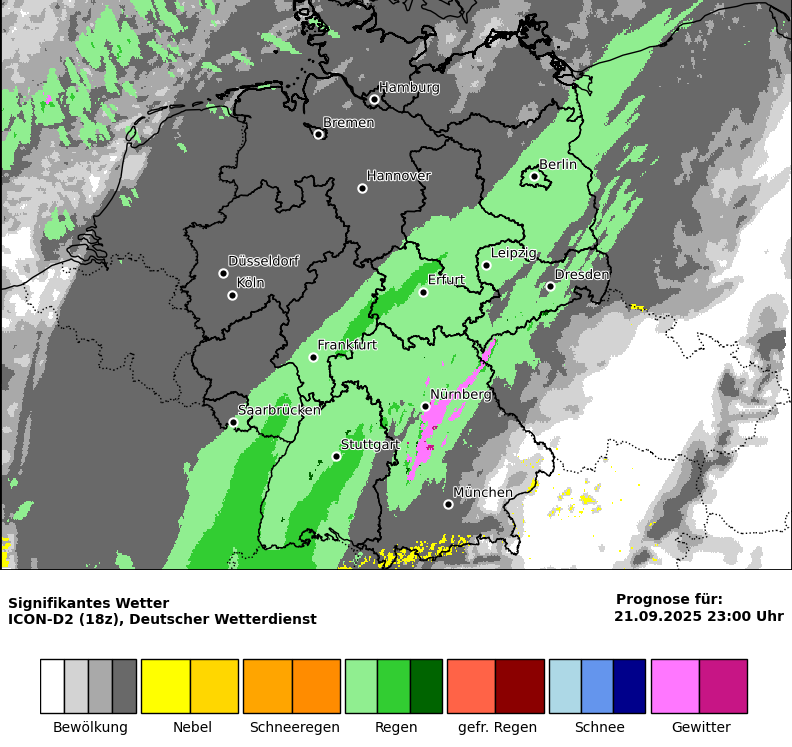 Hamburg
Bremen
Berlin
Hannover
Leipzig
Düsseldorf
Dresden
Köln
Erfurt
Frankfurt
Nürnberg
Saarbrücken
Stuttgart
München
Signifikantes Wetter
ICON-D2 (18z), Deutscher Wetterdienst
Prognose für:
21.09.2025 23:00 Uhr
Bewölkung Nebel Schneeregen Regen gefr. Regen Schnee Gewitter